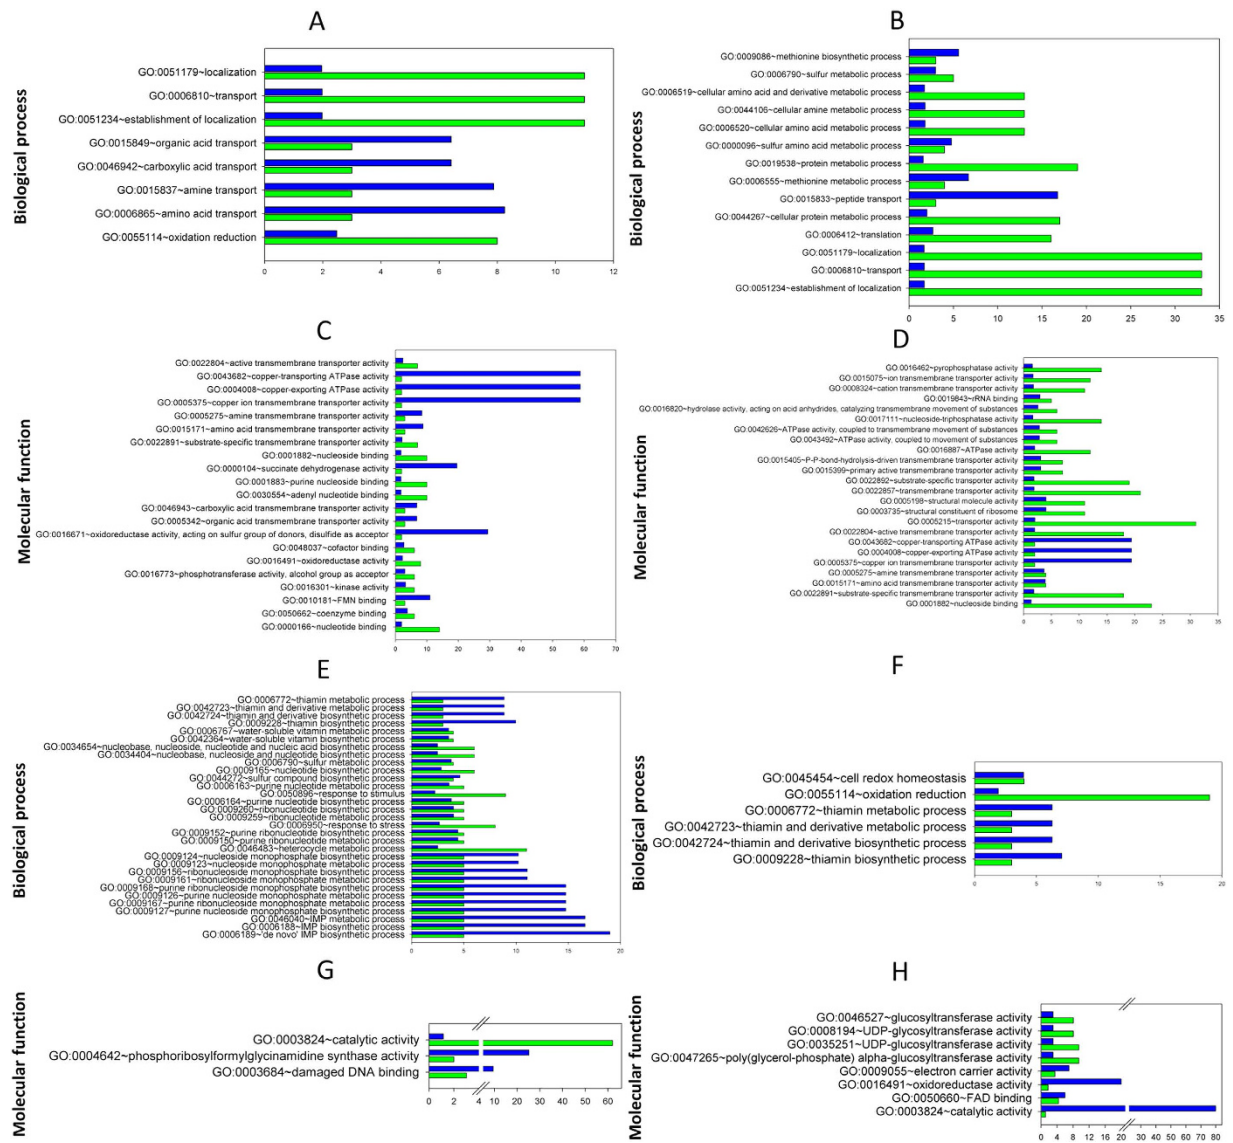 A
Biological process
GO:0051179~localization
GO:0006810~transport
GO:0051234~establishment of localization
GO:0015849~organic acid transport
GO:0046942~carboxylic acid transport
GO:0015837~amine transport
GO:0006865~amino acid transport
GO:0055114~oxidation reduction
0 2 4 6 8 10 12
B
Biological process
GO:0009086~methionine biosynthetic process
GO:0006790~sulfur metabolic process
GO:0006519~cellular amino acid and derivative metabolic process
GO:0044106~cellular amine metabolic process
GO:0006520~cellular amino acid metabolic process
GO:0000096~sulfur amino acid metabolic process
GO:0019538~protein metabolic process
GO:0006555~methionine metabolic process
GO:0015833~peptide transport
GO:0044267~cellular protein metabolic process
GO:0006412~translation
GO:0051179~localization
GO:0006810~transport
GO:0051234~establishment of localization
0 5 10 15 20 25 30 35
C
Molecular function
GO:0022804~active transmembrane transporter activity
GO:0043682~copper-transporting ATPase activity
GO:0004008~copper-exporting ATPase activity
GO:0005375~copper ion transmembrane transporter activity
GO:0005275~amine transmembrane transporter activity
GO:0015171~amino acid transmembrane transporter activity
GO:0022891~substrate-specific transmembrane transporter activity
GO:0001882~nucleoside binding
GO:0000104~succinate dehydrogenase activity
GO:0001883~purine nucleoside binding
GO:0030554~adenyl nucleotide binding
GO:0046943~carboxylic acid transmembrane transporter activity
GO:0005342~organic acid transmembrane transporter activity
GO:0016671~oxidoreductase activity, acting on sulfur group of donors, disulfide as acceptor
GO:0048037~cofactor binding
GO:0016491~oxidoreductase activity
GO:0016773~phosphotransferase activity, alcohol group as acceptor
GO:0016301~kinase activity
GO:0010181~FMN binding
GO:0050662~coenzyme binding
GO:0000166~nucleotide binding
0 10 20 30 40 50 60 70
D
Molecular function
GO:0016462~pyrophosphatase activity
GO:0015075~ion transmembrane transporter activity
GO:0008324~cation transmembrane transporter activity
GO:0019843~rRNA binding
GO:0016820~hydrolase activity, acting on acid anhydrides, catalyzing transmembrane movement of substances
GO:0017111~nucleoside-triphosphatase activity
GO:0042626~ATPase activity, coupled to transmembrane movement of substances
GO:0043492~ATPase activity, coupled to movement of substances
GO:0016887~ATPase activity
GO:0015405~P-P-bond-hydrolysis-driven transmembrane transporter activity
GO:0015399~primary active transmembrane transporter activity
GO:0022892~substrate-specific transporter activity
GO:0022857~transmembrane transporter activity
GO:0005198~structural molecule activity
GO:0003735~structural constituent of ribosome
GO:0005215~transporter activity
GO:0022804~active transmembrane transporter activity
GO:0043682~copper-transporting ATPase activity
GO:0004008~copper-exporting ATPase activity
GO:0005375~copper ion transmembrane transporter activity
GO:0005275~amine transmembrane transporter activity
GO:0015171~amino acid transmembrane transporter activity
GO:0022891~substrate-specific transmembrane transporter activity
GO:0001882~nucleoside binding
0 5 10 15 20 25 30 35
E
Biological process
GO:0006772~thiamin metabolic process
GO:0042723~thiamin and derivative metabolic process
GO:0042724~thiamin and derivative biosynthetic process
GO:0009228~thiamin biosynthetic process
GO:0006767~water-soluble vitamin metabolic process
GO:0042364~water-soluble vitamin biosynthetic process
GO:0034654~nucleobase, nucleoside, nucleotide and nucleic acid biosynthetic process
GO:0034404~nucleobase, nucleoside and nucleotide biosynthetic process
GO:0006790~sulfur metabolic process
GO:0009165~nucleotide biosynthetic process
GO:0044272~sulfur compound biosynthetic process
GO:0006163~purine nucleotide metabolic process
GO:0050896~response to stimulus
GO:0006164~purine nucleotide biosynthetic process
GO:0009260~ribonucleotide biosynthetic process
GO:0009259~ribonucleotide metabolic process
GO:0006950~response to stress
GO:0009152~purine ribonucleotide biosynthetic process
GO:0009150~purine ribonucleotide metabolic process
GO:0046483~heterocycle metabolic process
GO:0009124~nucleoside monophosphate biosynthetic process
GO:0009123~nucleoside monophosphate metabolic process
GO:0009156~ribonucleoside monophosphate biosynthetic process
GO:0009161~ribonucleoside monophosphate metabolic process
GO:0009168~purine ribonucleoside monophosphate biosynthetic process
GO:0009126~purine nucleoside monophosphate metabolic process
GO:0009167~purine ribonucleoside monophosphate metabolic process
GO:0009127~purine nucleoside monophosphate biosynthetic process
GO:0046040~IMP metabolic process
GO:0006188~IMP biosynthetic process
GO:0006189~'de novo' IMP biosynthetic process
0 5 10 15 20
F
Biological process
GO:0045454~cell redox homeostasis
GO:0055114~oxidation reduction
GO:0006772~thiamin metabolic process
GO:0042723~thiamin and derivative metabolic process
GO:0042724~thiamin and derivative biosynthetic process
GO:0009228~thiamin biosynthetic process
0 5 10 15 20
G
Molecular function
GO:0003824~catalytic activity
GO:0004642~phosphoribosylformylglycinamidine synthase activity
GO:0003684~damaged DNA binding
0 2 4 10 20 30 40 50 60
H
Molecular function
GO:0046527~glucosyltransferase activity
GO:0008194~UDP-glycosyltransferase activity
GO:0035251~UDP-glucosyltransferase activity
GO:0047265~poly(glycerol-phosphate) alpha-glucosyltransferase activity
GO:0009055~electron carrier activity
GO:0016491~oxidoreductase activity
GO:0050660~FAD binding
GO:0003824~catalytic activity
0 4 8 12 16 20 30 40 50 60 70 80